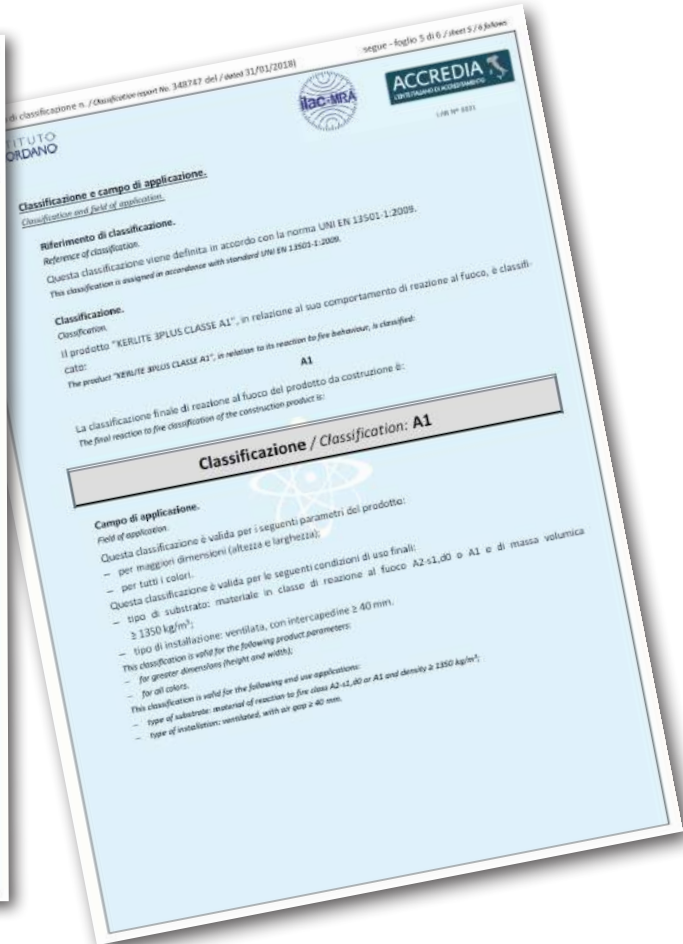 di classificazione n. / Classification report No. 348747 del / dated 31/01/2018)
segue - foglio 5 di 6 / sheet 5 / 6 follows
TITUTO
ORDANO
ilac-MRA
ACCREDIA
L'ENTE ITALIANO DI ACCREDITAMENTO
LAB N° 0021
Classificazione e campo di applicazione.
Classification and field of application.
Riferimento di classificazione.
Reference of classification.
Questa classificazione viene definita in accordo con la norma UNI EN 13501-1:2009.
This classification is assigned in accordance with standard UNI EN 13501-1:2009.
Classificazione.
Classification.
Il prodotto "KERLITE 3PLUS CLASSE A1", in relazione al suo comportamento di reazione al fuoco, è classifi-
cato:
The product "KERLITE 3PLUS CLASSE A1", in relation to its reaction to fire behaviour, is classified:
A1
La classificazione finale di reazione al fuoco del prodotto da costruzione è:
The final reaction to fire classification of the construction product is:
Classificazione / Classification: A1
Campo di applicazione.
Field of application.
Questa classificazione è valida per i seguenti parametri del prodotto:
– per maggiori dimensioni (altezza e larghezza);
– per tutti i colori.
Questa classificazione è valida per le seguenti condizioni di uso finali:
– tipo di substrato: materiale in classe di reazione al fuoco A2-s1,d0 o A1 e di massa volumica
≥ 1350 kg/m³;
– tipo di installazione: ventilata, con intercapedine ≥ 40 mm.
This classification is valid for the following product parameters:
– for greater dimensions (height and width);
– for all colors.
This classification is valid for the following end use applications:
– type of substrate: material of reaction to fire class A2-s1,d0 or A1 and density ≥ 1350 kg/m³;
– type of installation: ventilated, with air gap ≥ 40 mm.